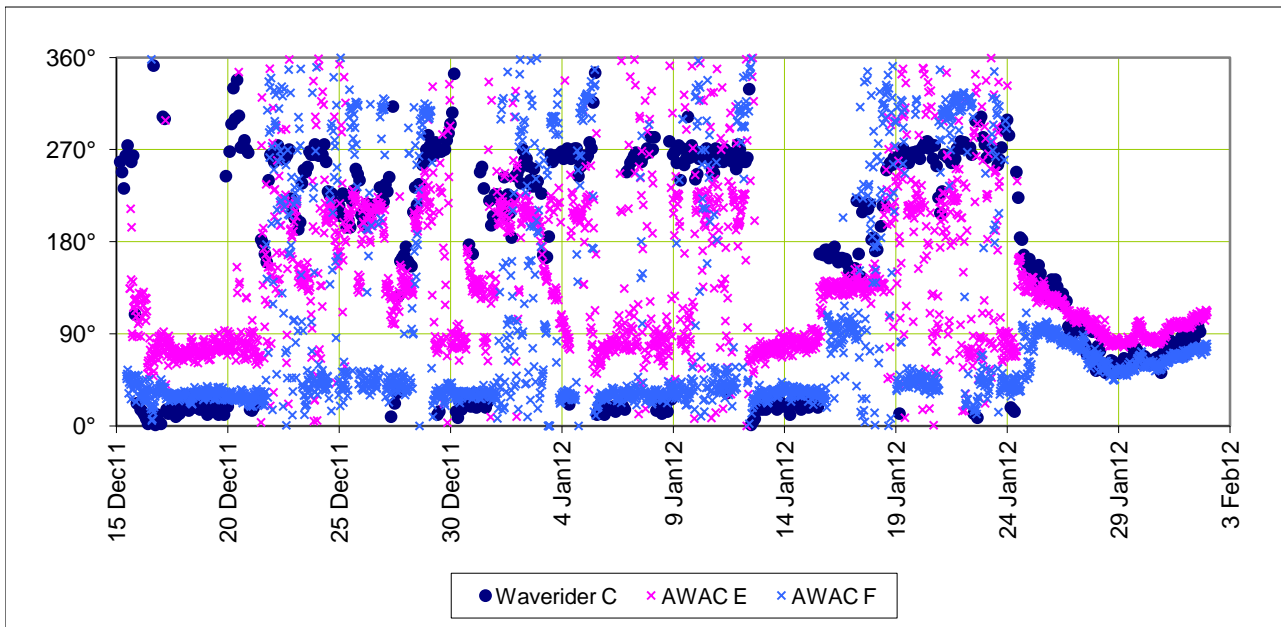 360°
270°
180°
90°
0°
15 Dec11
20 Dec11
25 Dec11
30 Dec11
4 Jan12
9 Jan12
14 Jan12
19 Jan12
24 Jan12
29 Jan12
3 Feb12
Waverider C
AWAC E
AWAC F